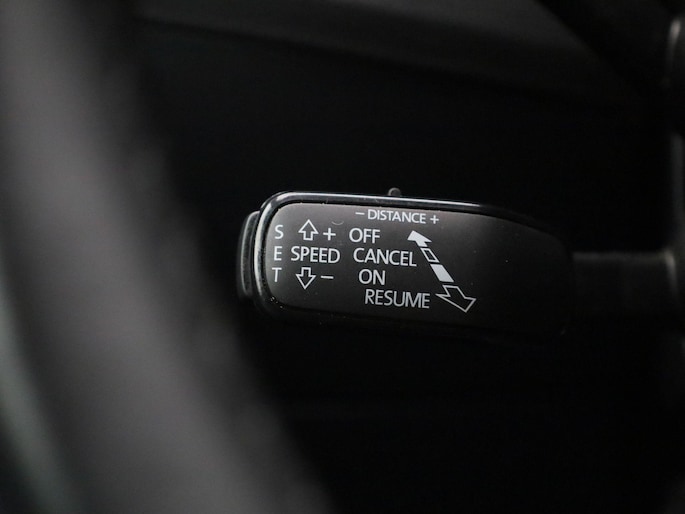 − DISTANCE +
S + OFF
E SPEED CANCEL
T − ON
RESUME